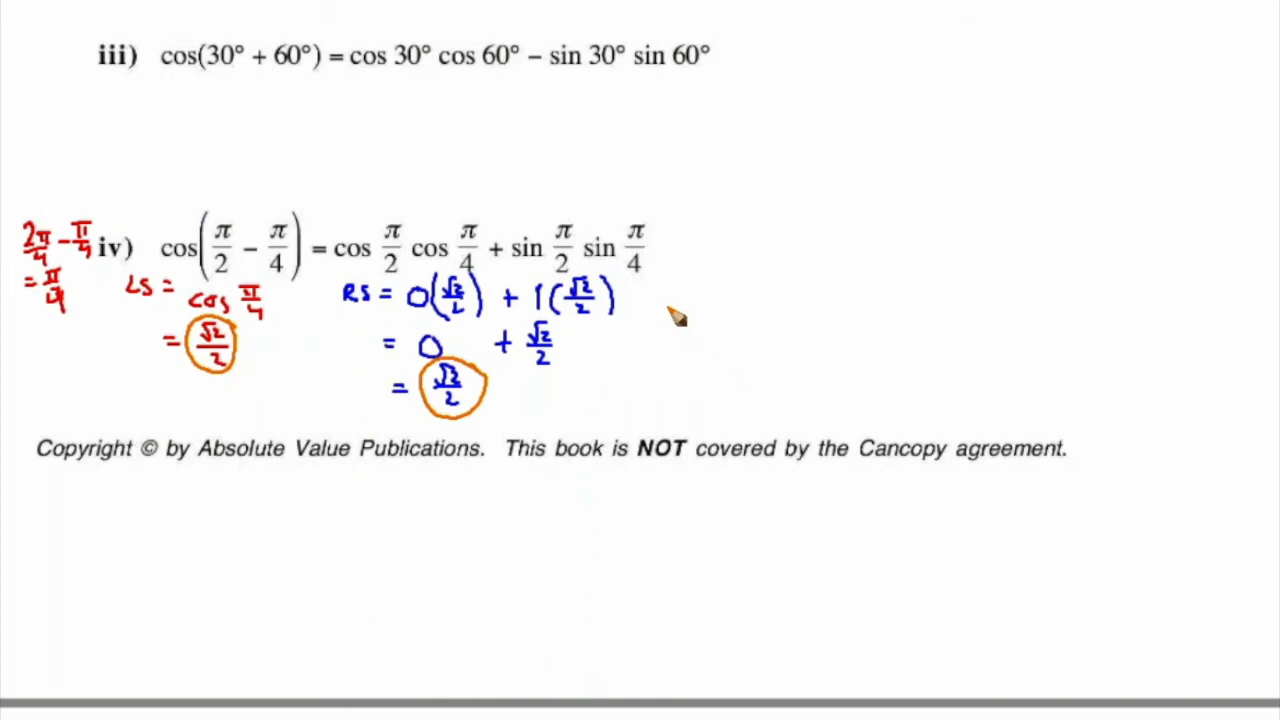 iii) cos(30° + 60°) = cos 30° cos 60° − sin 30° sin 60°
iv) cos(π/2 − π/4) = cos π/2 cos π/4 + sin π/2 sin π/4
2π/4 − π/4
= π/4
LS = cos π/4
= √2/2
RS = 0(√2/2) + 1(√2/2)
= 0 + √2/2
= √2/2
Copyright © by Absolute Value Publications. This book is NOT covered by the Cancopy agreement.